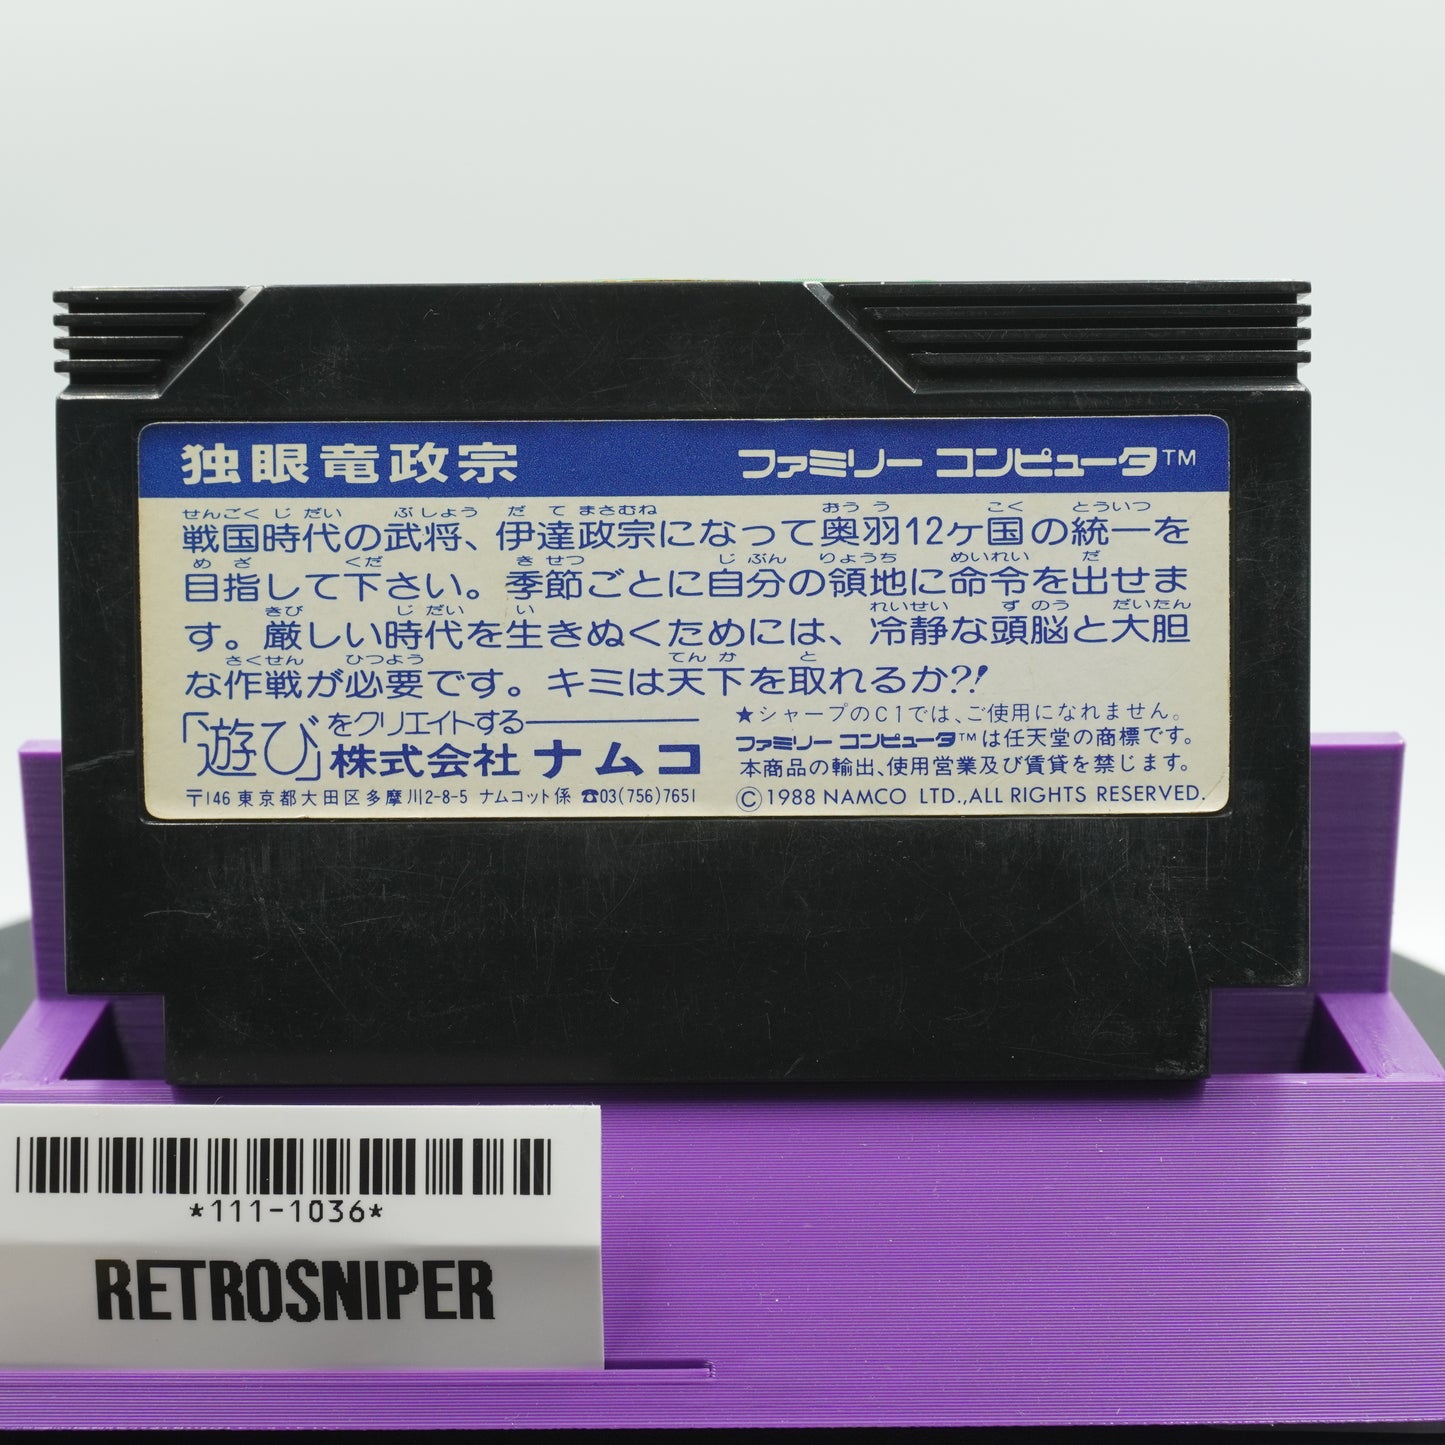 独眼竜政宗 ファミリーコンピュータTM
せんごくじだい ぶしょう だてまさむね おうう こく とういつ
戦国時代の武将、伊達政宗になって奥羽12ヶ国の統一を
めざ くだ きせつ じぶん りょうち めいれい だ
目指して下さい。季節ごとに自分の領地に命令を出せま
きび じだい い れいせい ずのう だいたん
す。厳しい時代を生きぬくためには、冷静な頭脳と大胆
さくせん ひつよう てんか と
な作戦が必要です。キミは天下を取れるか?!
「遊び」をクリエイトする
株式会社ナムコ
〒146 東京都大田区多摩川2-8-5 ナムコット係 ☎03(756)7651
★シャープのC1では、ご使用になれません。
ファミリーコンピュータTMは任天堂の商標です。
本商品の輸出、使用営業及び賃貸を禁じます。
©1988 NAMCO LTD.,ALL RIGHTS RESERVED.
*111-1036*
RETROSNIPER